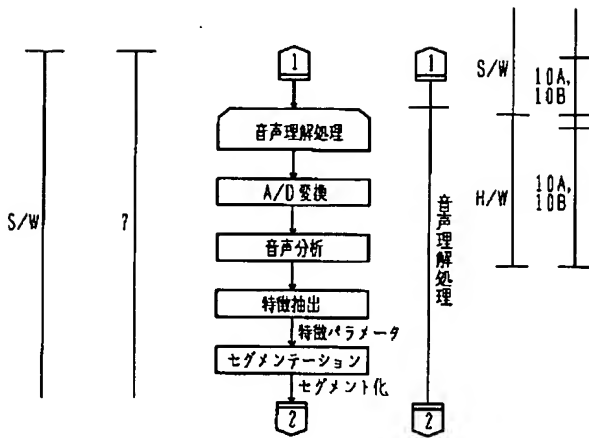 1
1
S/W
10A,
10B
音声理解処理
A/D変換
H/W
10A,
10B
S/W
7
音声分析
音声理解処理
特徴抽出
特徴パラメータ
セグメンテーション
セグメント化
2
2